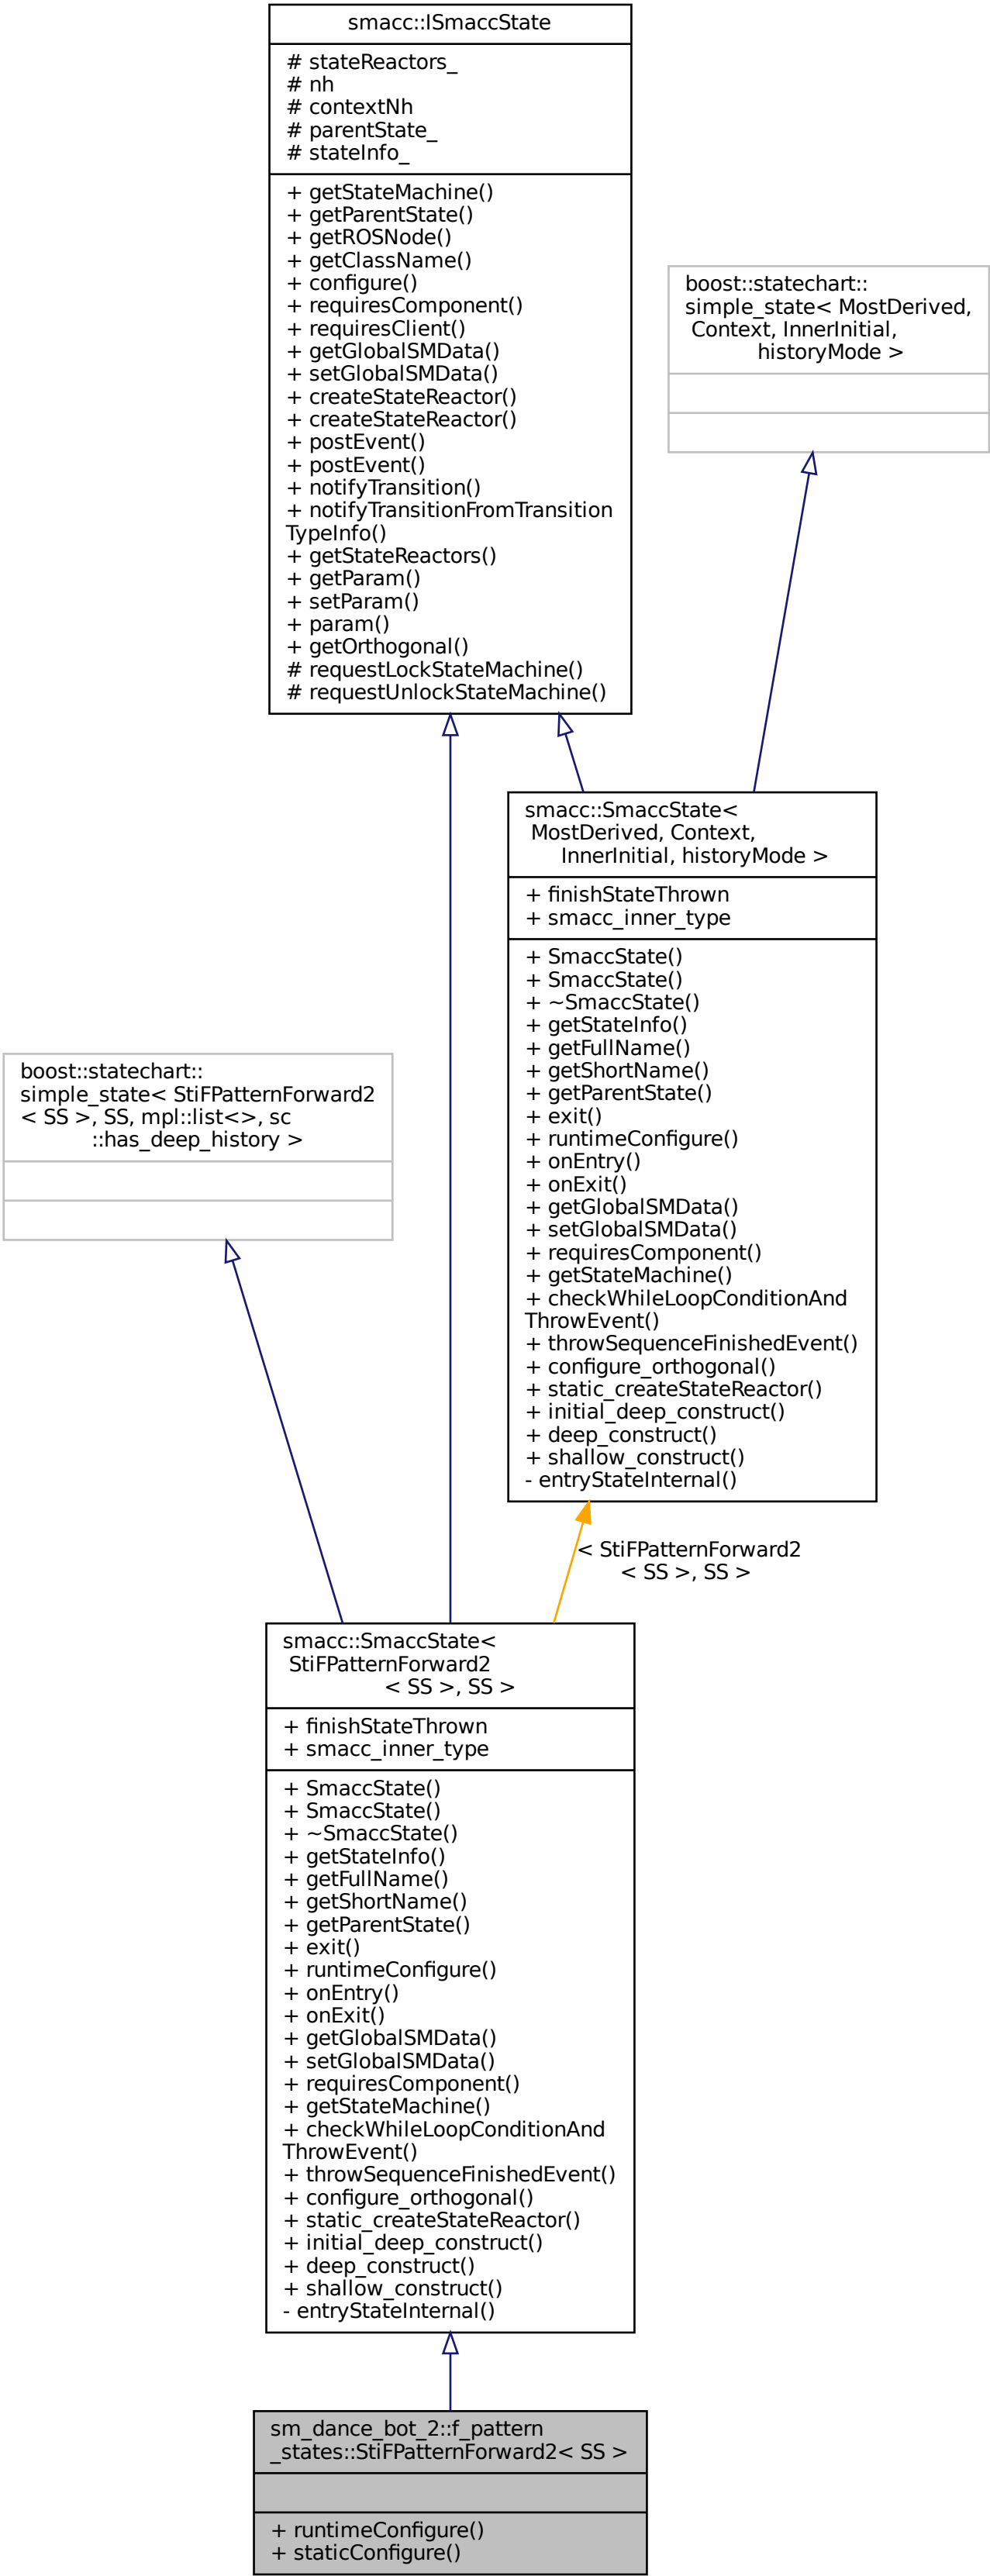 smacc::ISmaccState
# stateReactors_
# nh
# contextNh
# parentState_
# stateInfo_
+ getStateMachine()
+ getParentState()
+ getROSNode()
+ getClassName()
+ configure()
+ requiresComponent()
+ requiresClient()
+ getGlobalSMData()
+ setGlobalSMData()
+ createStateReactor()
+ createStateReactor()
+ postEvent()
+ postEvent()
+ notifyTransition()
+ notifyTransitionFromTransition
TypeInfo()
+ getStateReactors()
+ getParam()
+ setParam()
+ param()
+ getOrthogonal()
# requestLockStateMachine()
# requestUnlockStateMachine()
boost::statechart::
simple_state< MostDerived,
Context, InnerInitial,
historyMode >
smacc::SmaccState<
MostDerived, Context,
InnerInitial, historyMode >
+ finishStateThrown
+ smacc_inner_type
+ SmaccState()
+ SmaccState()
+ ~SmaccState()
+ getStateInfo()
+ getFullName()
+ getShortName()
+ getParentState()
+ exit()
+ runtimeConfigure()
+ onEntry()
+ onExit()
+ getGlobalSMData()
+ setGlobalSMData()
+ requiresComponent()
+ getStateMachine()
+ checkWhileLoopConditionAnd
ThrowEvent()
+ throwSequenceFinishedEvent()
+ configure_orthogonal()
+ static_createStateReactor()
+ initial_deep_construct()
+ deep_construct()
+ shallow_construct()
- entryStateInternal()
boost::statechart::
simple_state< StiFPatternForward2
< SS >, SS, mpl::list<>, sc
::has_deep_history >
< StiFPatternForward2
< SS >, SS >
smacc::SmaccState<
StiFPatternForward2
< SS >, SS >
+ finishStateThrown
+ smacc_inner_type
+ SmaccState()
+ SmaccState()
+ ~SmaccState()
+ getStateInfo()
+ getFullName()
+ getShortName()
+ getParentState()
+ exit()
+ runtimeConfigure()
+ onEntry()
+ onExit()
+ getGlobalSMData()
+ setGlobalSMData()
+ requiresComponent()
+ getStateMachine()
+ checkWhileLoopConditionAnd
ThrowEvent()
+ throwSequenceFinishedEvent()
+ configure_orthogonal()
+ static_createStateReactor()
+ initial_deep_construct()
+ deep_construct()
+ shallow_construct()
- entryStateInternal()
sm_dance_bot_2::f_pattern
_states::StiFPatternForward2< SS >
+ runtimeConfigure()
+ staticConfigure()